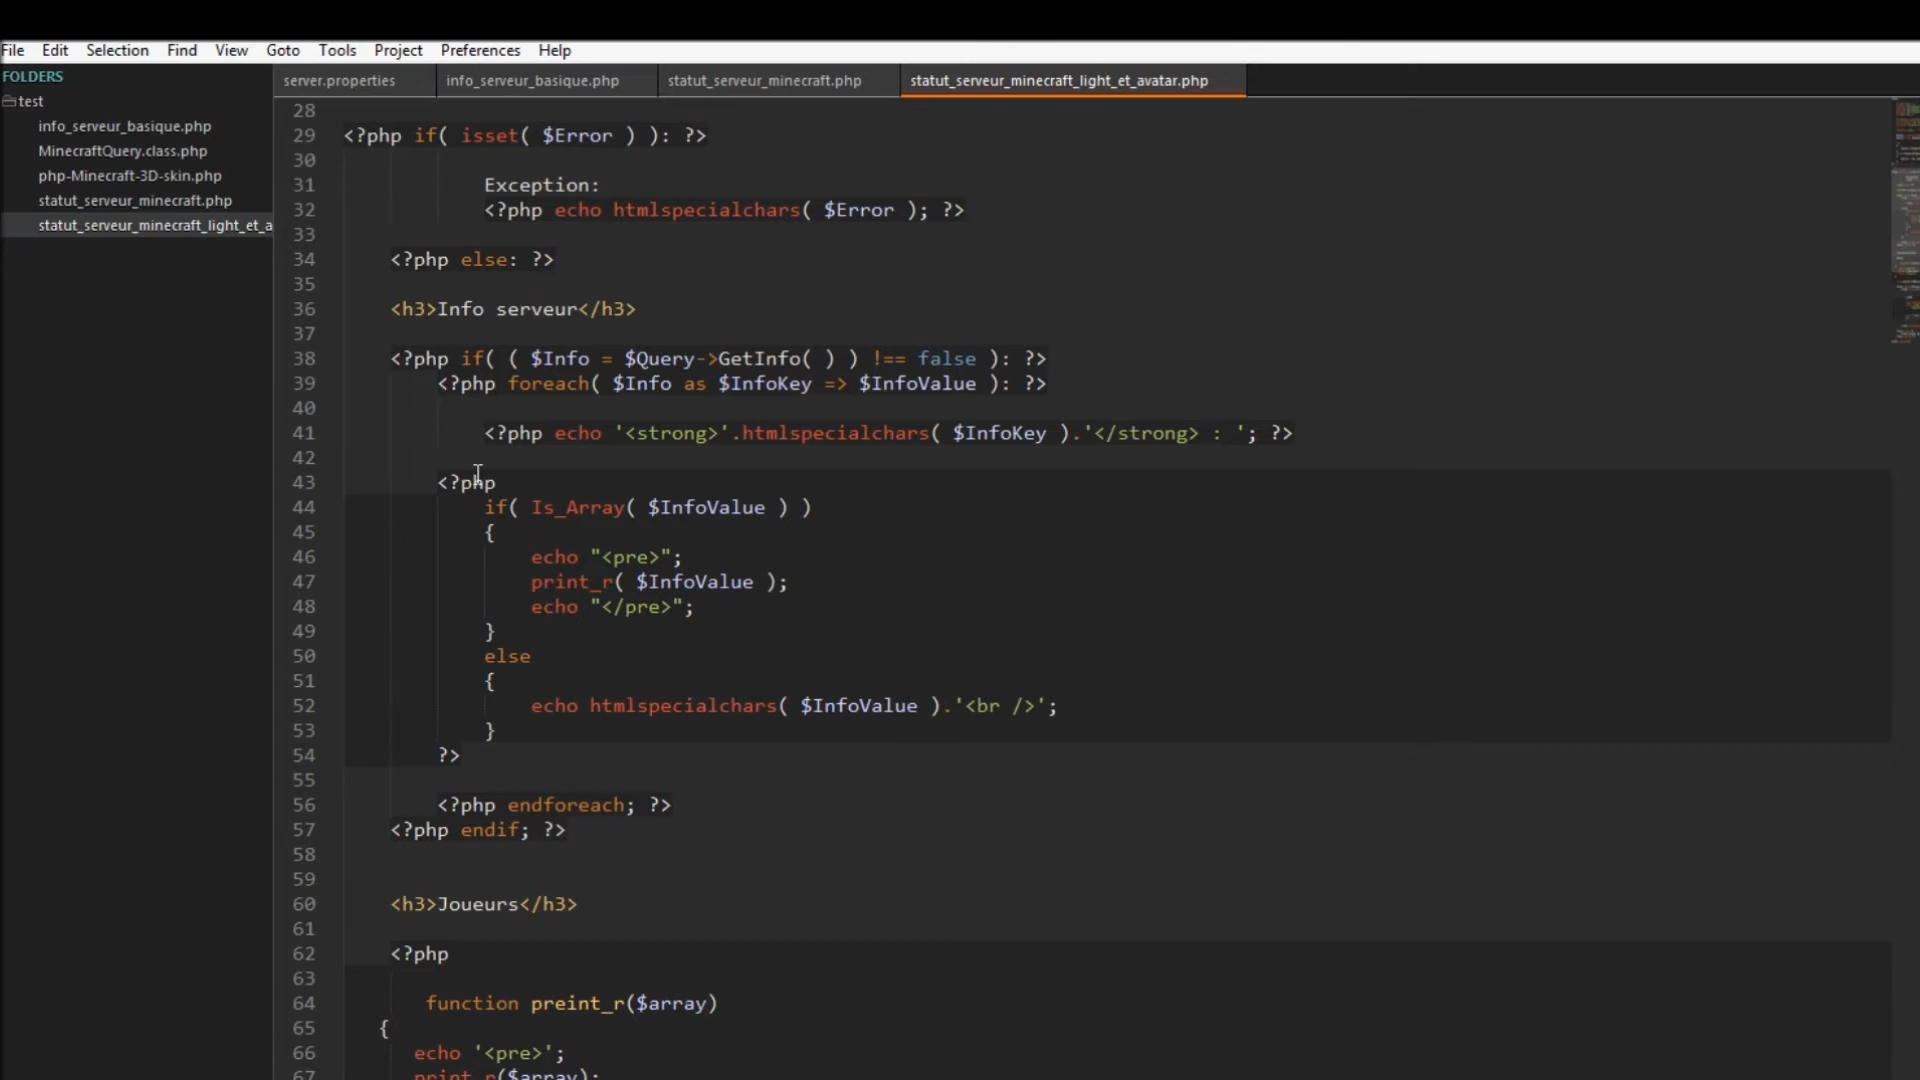 File Edit Selection Find View Goto Tools Project Preferences Help
FOLDERS
test
info_serveur_basique.php
MinecraftQuery.class.php
php-Minecraft-3D-skin.php
statut_serveur_minecraft.php
statut_serveur_minecraft_light_et_a
server.properties info_serveur_basique.php statut_serveur_minecraft.php statut_serveur_minecraft_light_et_avatar.php
28
29 <?php if( isset( $Error ) ): ?>
30
31 Exception:
32 <?php echo htmlspecialchars( $Error ); ?>
33
34 <?php else: ?>
35
36 <h3>Info serveur</h3>
37
38 <?php if( ( $Info = $Query->GetInfo( ) ) !== false ): ?>
39 <?php foreach( $Info as $InfoKey => $InfoValue ): ?>
40
41 <?php echo '<strong>'.htmlspecialchars( $InfoKey ).'</strong> : '; ?>
42
43 <?php
44 if( Is_Array( $InfoValue ) )
45 {
46 echo "<pre>";
47 print_r( $InfoValue );
48 echo "</pre>";
49 }
50 else
51 {
52 echo htmlspecialchars( $InfoValue ).'<br />';
53 }
54 ?>
55
56 <?php endforeach; ?>
57 <?php endif; ?>
58
59
60 <h3>Joueurs</h3>
61
62 <?php
63
64 function preint_r($array)
65 {
66 echo '<pre>';
67 print_r($array);